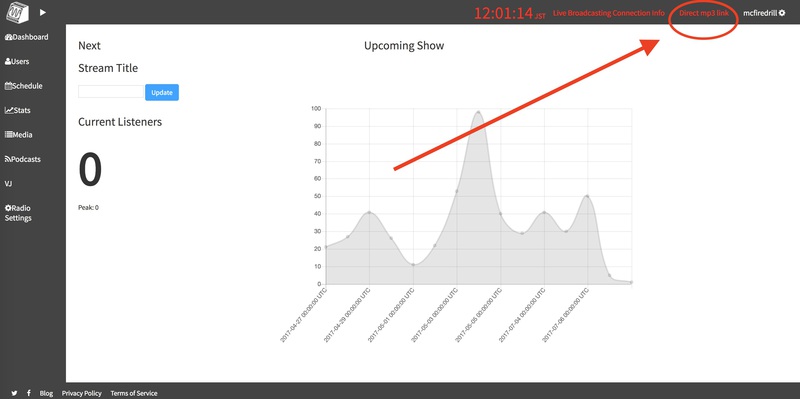 12:01:14 JST Live Broadcasting Connection Info Direct mp3 link mcfiredrill
Dashboard
Users
Schedule
Stats
Media
Podcasts
VJ
Radio
Settings
Next
Stream Title
Update
Current Listeners
0
Peak: 0
Upcoming Show
100
90
80
70
60
50
40
30
20
10
0
2017-04-27 00:00:00 UTC
2017-04-29 00:00:00 UTC
2017-05-01 00:00:00 UTC
2017-05-03 00:00:00 UTC
2017-05-05 00:00:00 UTC
2017-07-04 00:00:00 UTC
2017-07-06 00:00:00 UTC
Blog Privacy Policy Terms of Service